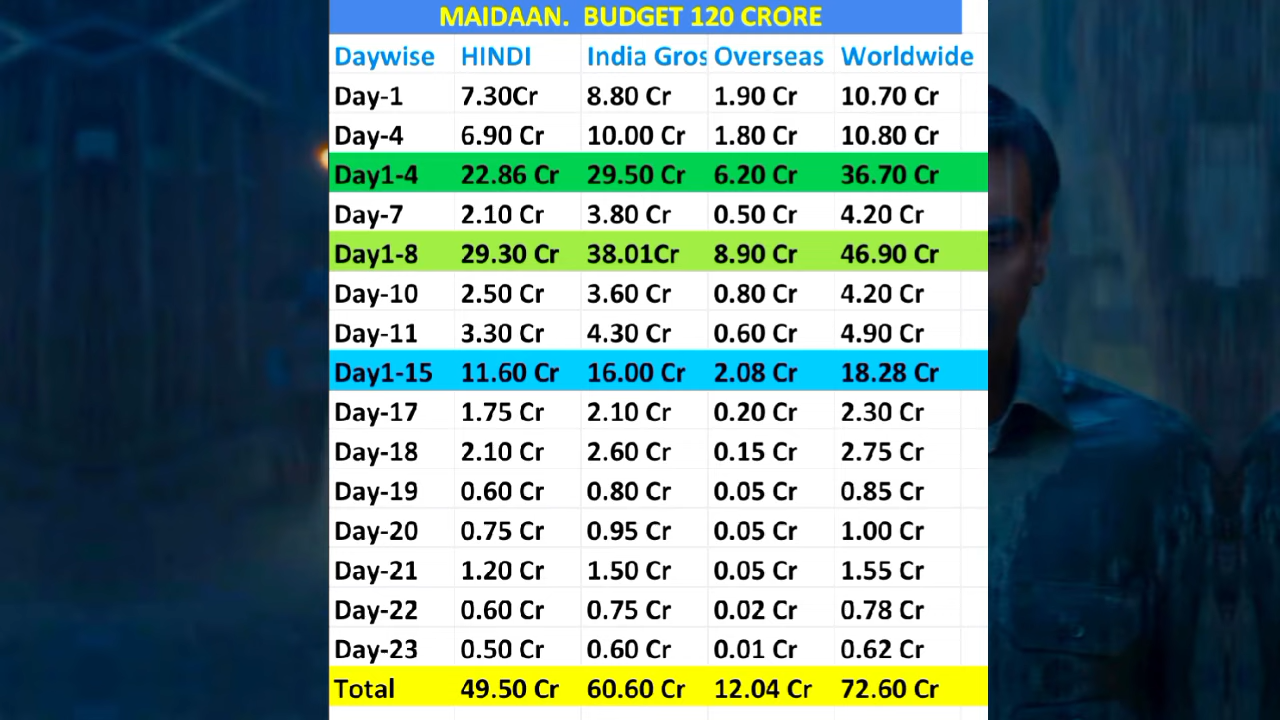 MAIDAAN.  BUDGET 120 CRORE
Daywise HINDI India Gros Overseas Worldwide
Day-1 7.30Cr 8.80 Cr 1.90 Cr 10.70 Cr
Day-4 6.90 Cr 10.00 Cr 1.80 Cr 10.80 Cr
Day1-4 22.86 Cr 29.50 Cr 6.20 Cr 36.70 Cr
Day-7 2.10 Cr 3.80 Cr 0.50 Cr 4.20 Cr
Day1-8 29.30 Cr 38.01Cr 8.90 Cr 46.90 Cr
Day-10 2.50 Cr 3.60 Cr 0.80 Cr 4.20 Cr
Day-11 3.30 Cr 4.30 Cr 0.60 Cr 4.90 Cr
Day1-15 11.60 Cr 16.00 Cr 2.08 Cr 18.28 Cr
Day-17 1.75 Cr 2.10 Cr 0.20 Cr 2.30 Cr
Day-18 2.10 Cr 2.60 Cr 0.15 Cr 2.75 Cr
Day-19 0.60 Cr 0.80 Cr 0.05 Cr 0.85 Cr
Day-20 0.75 Cr 0.95 Cr 0.05 Cr 1.00 Cr
Day-21 1.20 Cr 1.50 Cr 0.05 Cr 1.55 Cr
Day-22 0.60 Cr 0.75 Cr 0.02 Cr 0.78 Cr
Day-23 0.50 Cr 0.60 Cr 0.01 Cr 0.62 Cr
Total 49.50 Cr 60.60 Cr 12.04 Cr 72.60 Cr